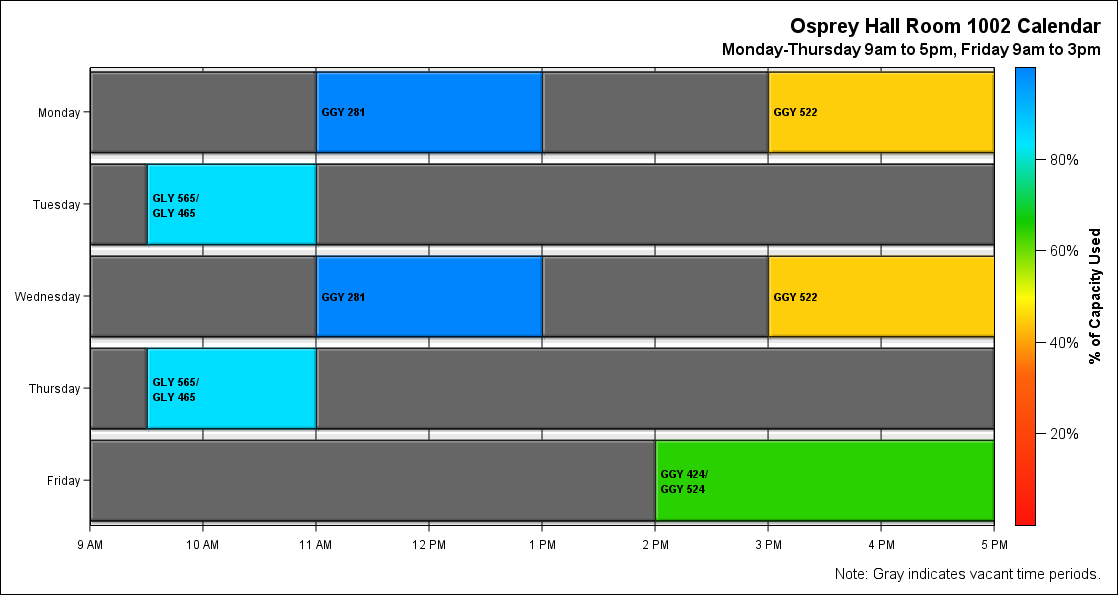 Osprey Hall Room 1002 Calendar
Monday-Thursday 9am to 5pm, Friday 9am to 3pm
Monday
GGY 281
GGY 522
80%
Tuesday
GLY 565/
GLY 465
60%
% of Capacity Used
Wednesday
GGY 281
GGY 522
40%
Thursday
GLY 565/
GLY 465
20%
Friday
GGY 424/
GGY 524
9 AM 10 AM 11 AM 12 PM 1 PM 2 PM 3 PM 4 PM 5 PM
Note: Gray indicates vacant time periods.